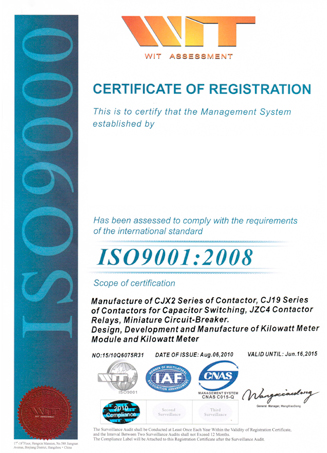 WIT
WIT ASSESSMENT
CERTIFICATE OF REGISTRATION
This is to certify that the Management System
established by
ISO9000
Has been assessed to comply with the requirements
of the international standard
ISO9001:2008
Scope of certification
Manufacture of CJX2 Series of Contactor, CJ19 Series
of Contactors for Capacitor Switching, JZC4 Contactor
Relays, Miniature Circuit-Breaker.
Design, Development and Manufacture of Kilowatt Meter
Module and Kilowatt Meter
NO:15/10Q6075R31 DATE OF ISSUE: Aug.06,2010 VALID UNTIL: Jun.16,2015
WIT
ISO9001
IAF
CNAS
MANAGEMENT SYSTEM
CNAS C019-Q
General Manager,
Compliance
Second
Surveillance
Third
Surveillance
The Surveillance Audit shall be Conducted at Least Once Each Year Within the Validity of Registration Certificate,
and the Interval Between Two Surveillance Audits shall not Exceed 12 Months.
The Compliance Label will be Attached to this Registration Certificate after the Surveillance Audit.